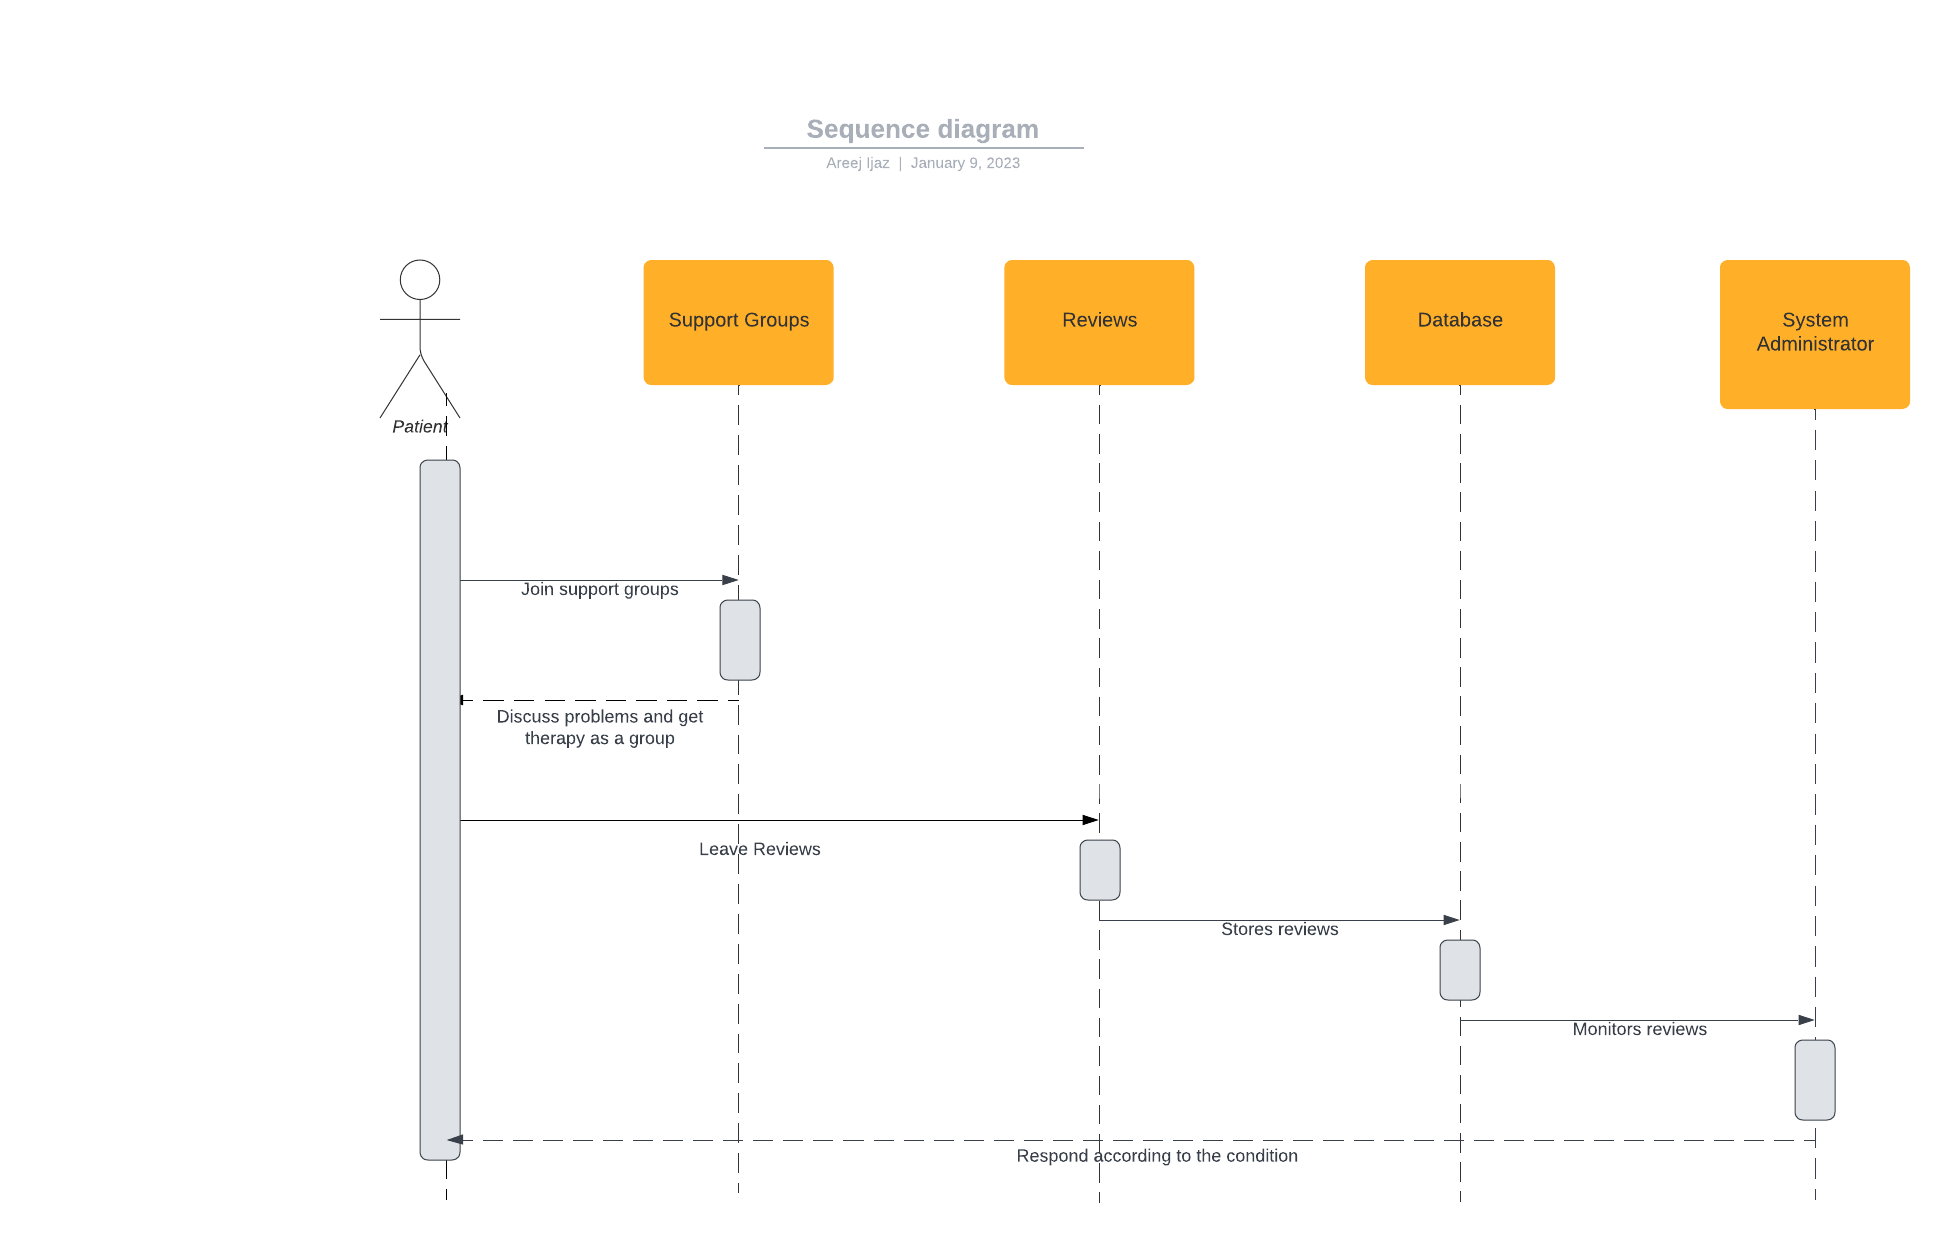 Sequence diagram
Areej Ijaz | January 9, 2023
Support Groups
Reviews
Database
System
Administrator
Patient
Join support groups
Discuss problems and get
therapy as a group
Leave Reviews
Stores reviews
Monitors reviews
Respond according to the condition